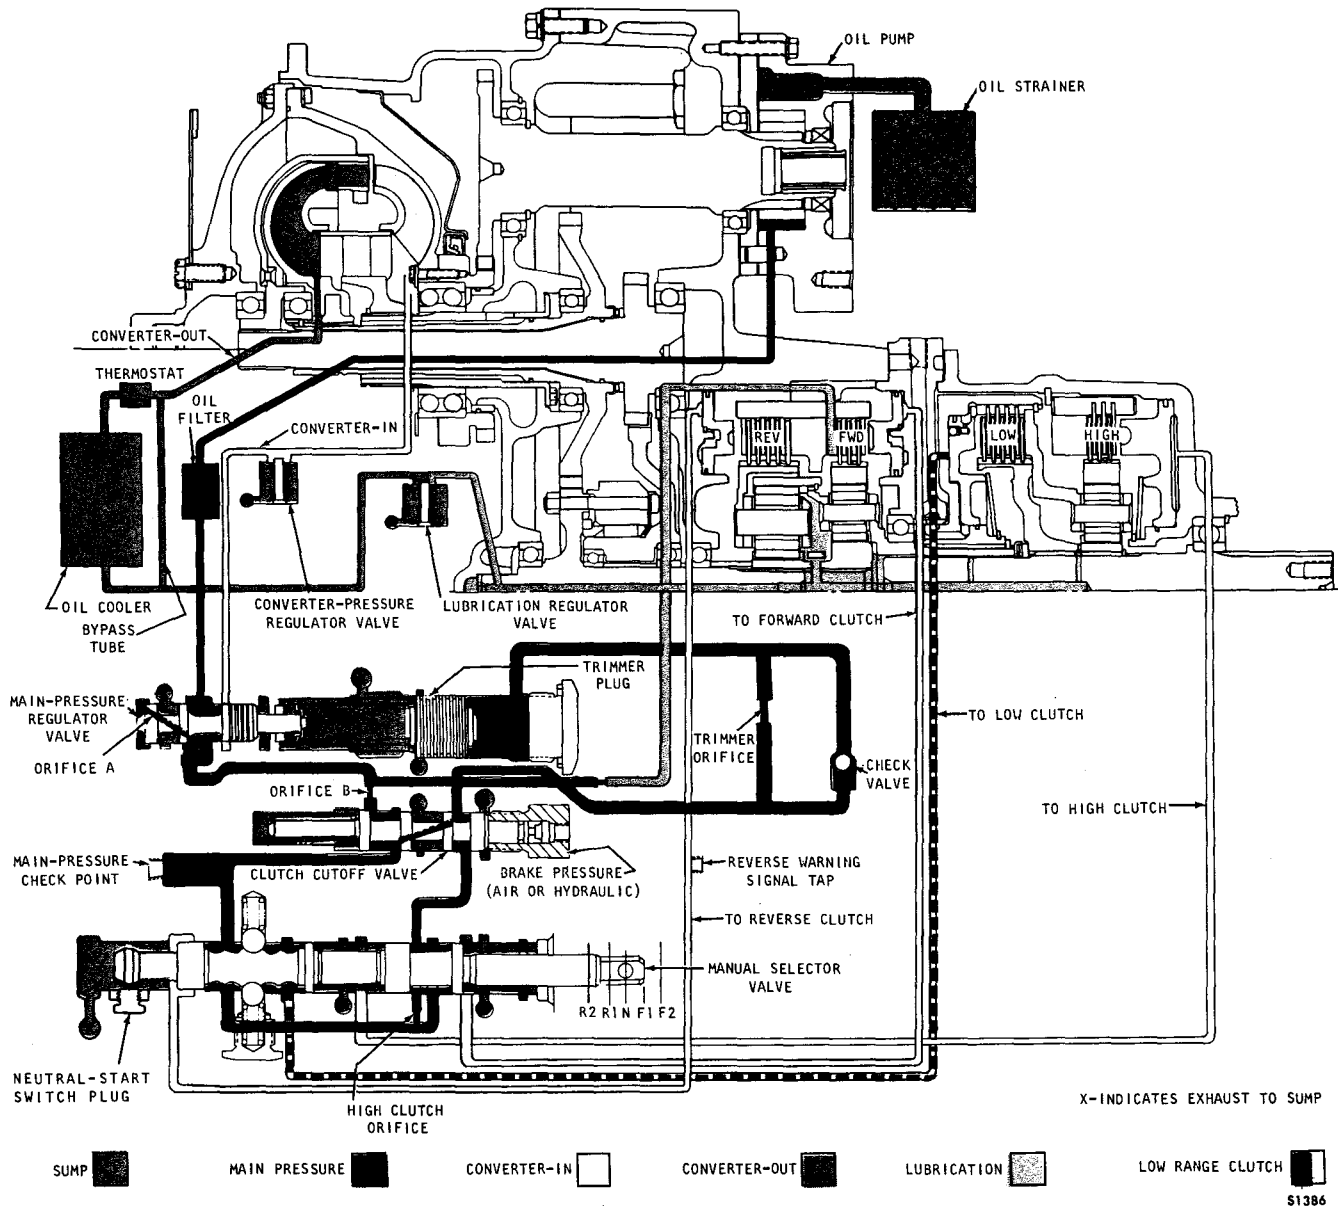 OIL PUMP
OIL STRAINER
CONVERTER-OUT
THERMOSTAT
OIL
FILTER
CONVERTER-IN
REV
FWD
LOW
HIGH
OIL COOLER
BYPASS
TUBE
CONVERTER-PRESSURE
REGULATOR VALVE
LUBRICATION REGULATOR
VALVE
TO FORWARD CLUTCH
TRIMMER
PLUG
MAIN-PRESSURE
REGULATOR
VALVE
ORIFICE A
TO LOW CLUTCH
TRIMMER
ORIFICE
CHECK
VALVE
ORIFICE B
TO HIGH CLUTCH
MAIN-PRESSURE
CHECK POINT
CLUTCH CUTOFF VALVE
BRAKE PRESSURE
(AIR OR HYDRAULIC)
REVERSE WARNING
SIGNAL TAP
TO REVERSE CLUTCH
MANUAL SELECTOR
VALVE
R2 R1 N F1 F2
NEUTRAL-START
SWITCH PLUG
HIGH CLUTCH
ORIFICE
X-INDICATES EXHAUST TO SUMP
SUMP
MAIN PRESSURE
CONVERTER-IN
CONVERTER-OUT
LUBRICATION
LOW RANGE CLUTCH
S1386